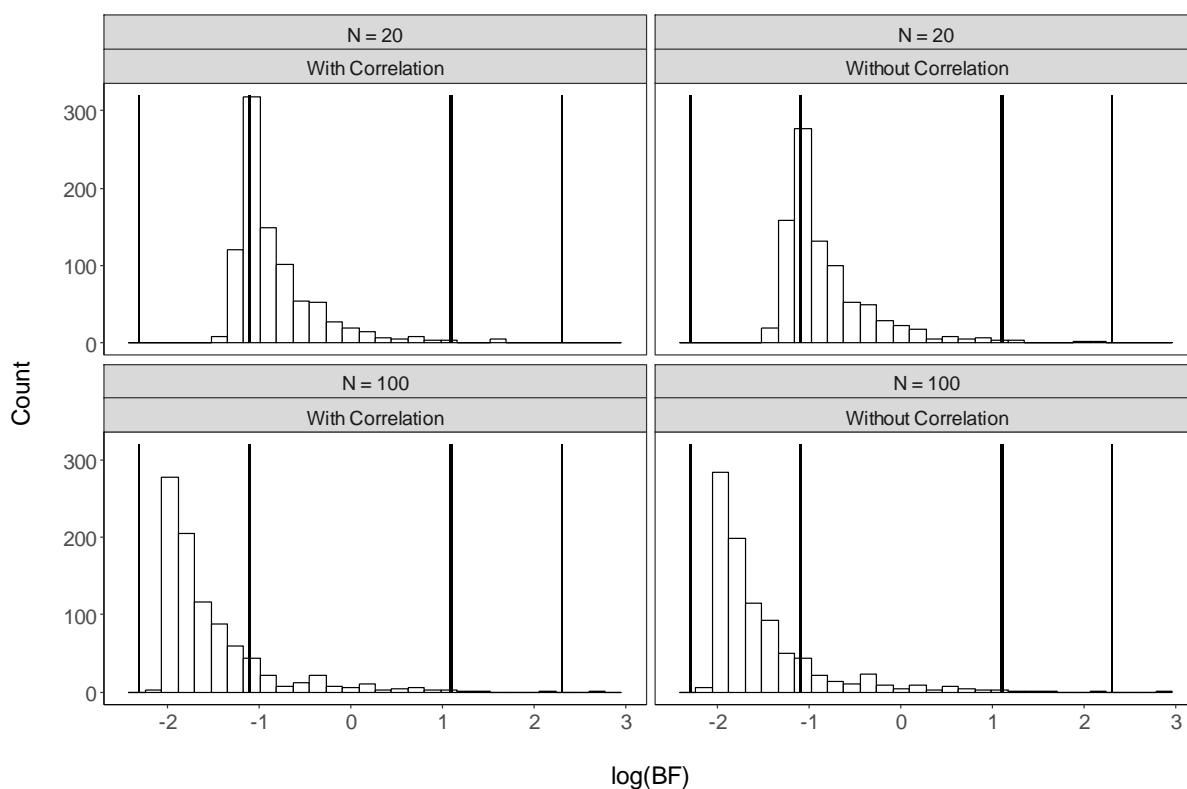 N = 20
With Correlation
N = 20
Without Correlation
300
200
100
0
N = 100
With Correlation
N = 100
Without Correlation
300
200
100
0
-2 -1 0 1 2 3
-2 -1 0 1 2 3
Count
log(BF)